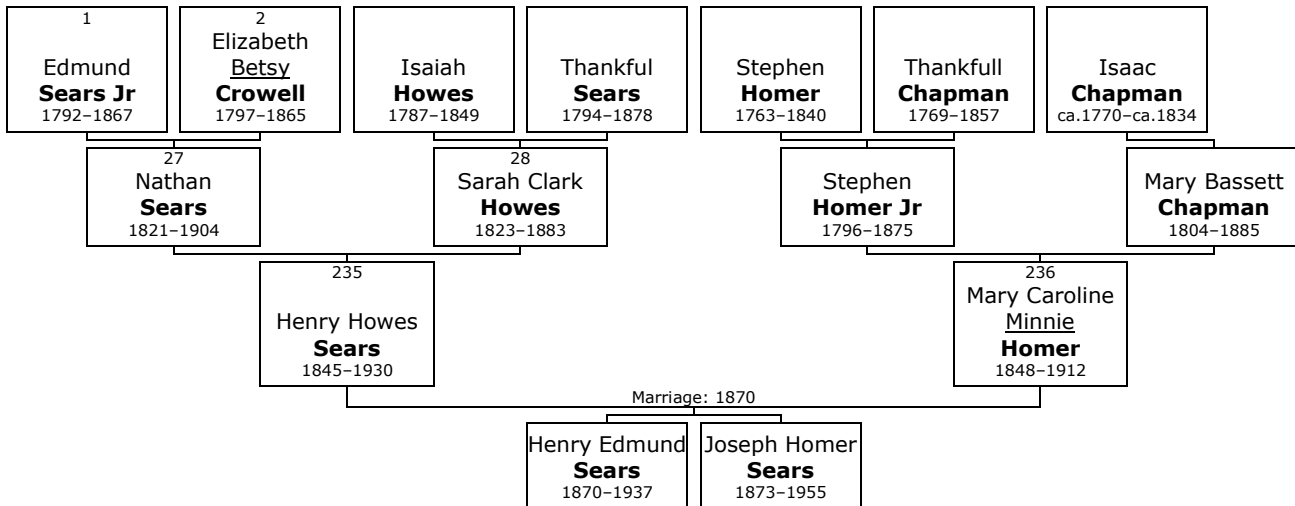 1
Edmund
Sears Jr
1792–1867
2
Elizabeth
Betsy
Crowell
1797–1865
Isaiah
Howes
1787–1849
Thankful
Sears
1794–1878
Stephen
Homer
1763–1840
Thankfull
Chapman
1769–1857
Isaac
Chapman
ca.1770–ca.1834
27
Nathan
Sears
1821–1904
28
Sarah Clark
Howes
1823–1883
Stephen
Homer Jr
1796–1875
Mary Bassett
Chapman
1804–1885
235
Henry Howes
Sears
1845–1930
236
Mary Caroline
Minnie
Homer
1848–1912
Marriage: 1870
Henry Edmund
Sears
1870–1937
Joseph Homer
Sears
1873–1955